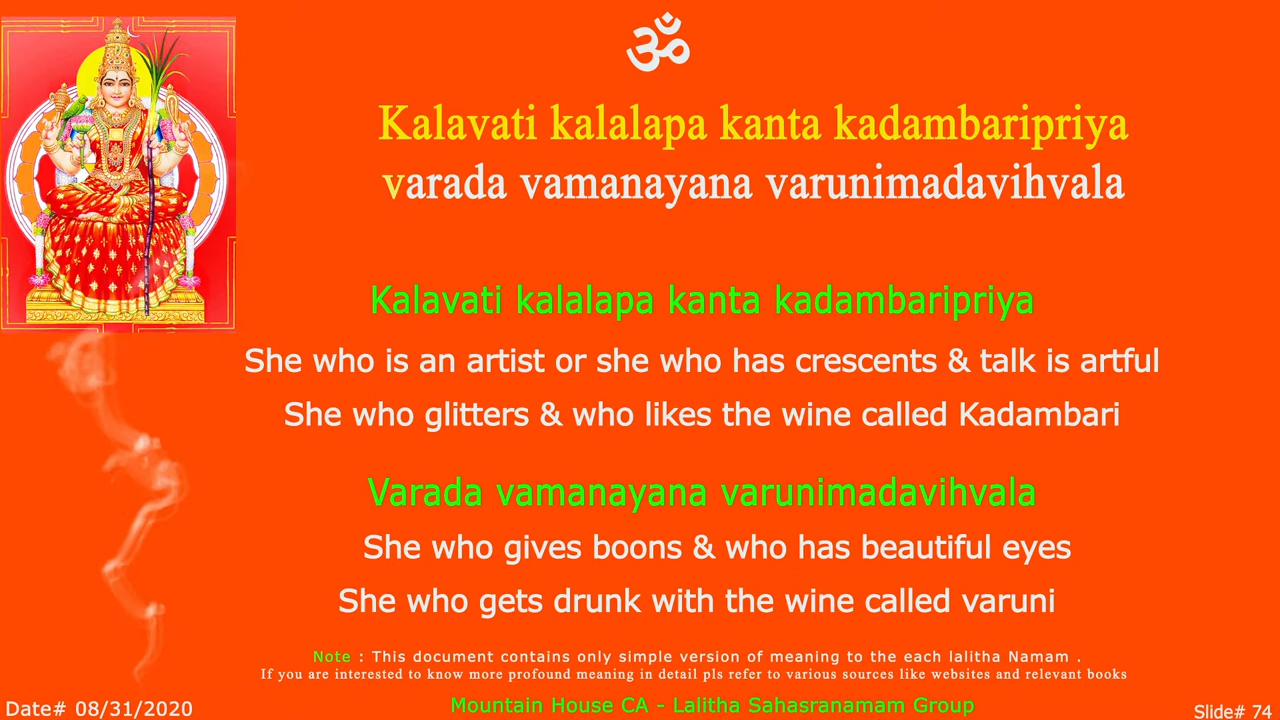 ॐ
Kalavati kalalapa kanta kadambaripriya
varada vamanayana varunimadavihvala
Kalavati kalalapa kanta kadambaripriya
She who is an artist or she who has crescents & talk is artful
She who glitters & who likes the wine called Kadambari
Varada vamanayana varunimadavihvala
She who gives boons & who has beautiful eyes
She who gets drunk with the wine called varuni
Note : This document contains only simple version of meaning to the each lalitha Namam .
If you are interested to know more profound meaning in detail pls refer to various sources like websites and relevant books
Mountain House CA - Lalitha Sahasranamam Group
Date# 08/31/2020
Slide# 74